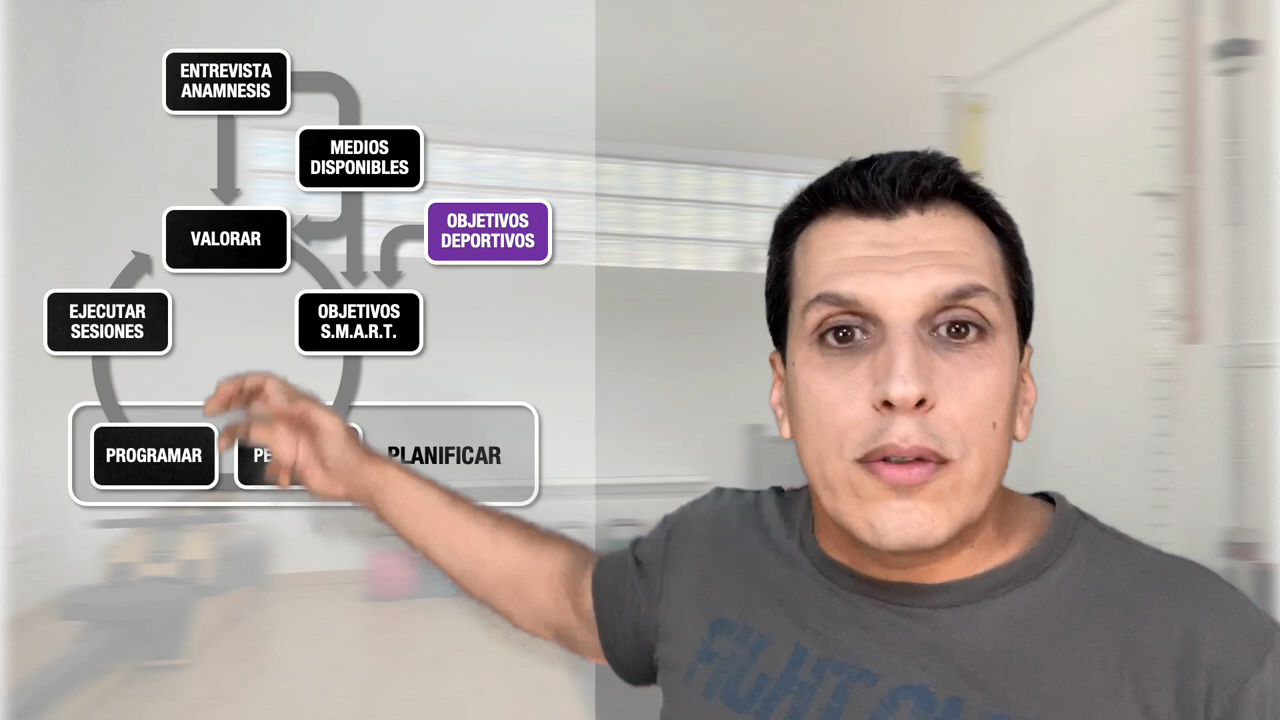 ENTREVISTA
ANAMNESIS
MEDIOS
DISPONIBLES
OBJETIVOS
DEPORTIVOS
VALORAR
EJECUTAR
SESIONES
OBJETIVOS
S.M.A.R.T.
PROGRAMAR
PLANIFICAR